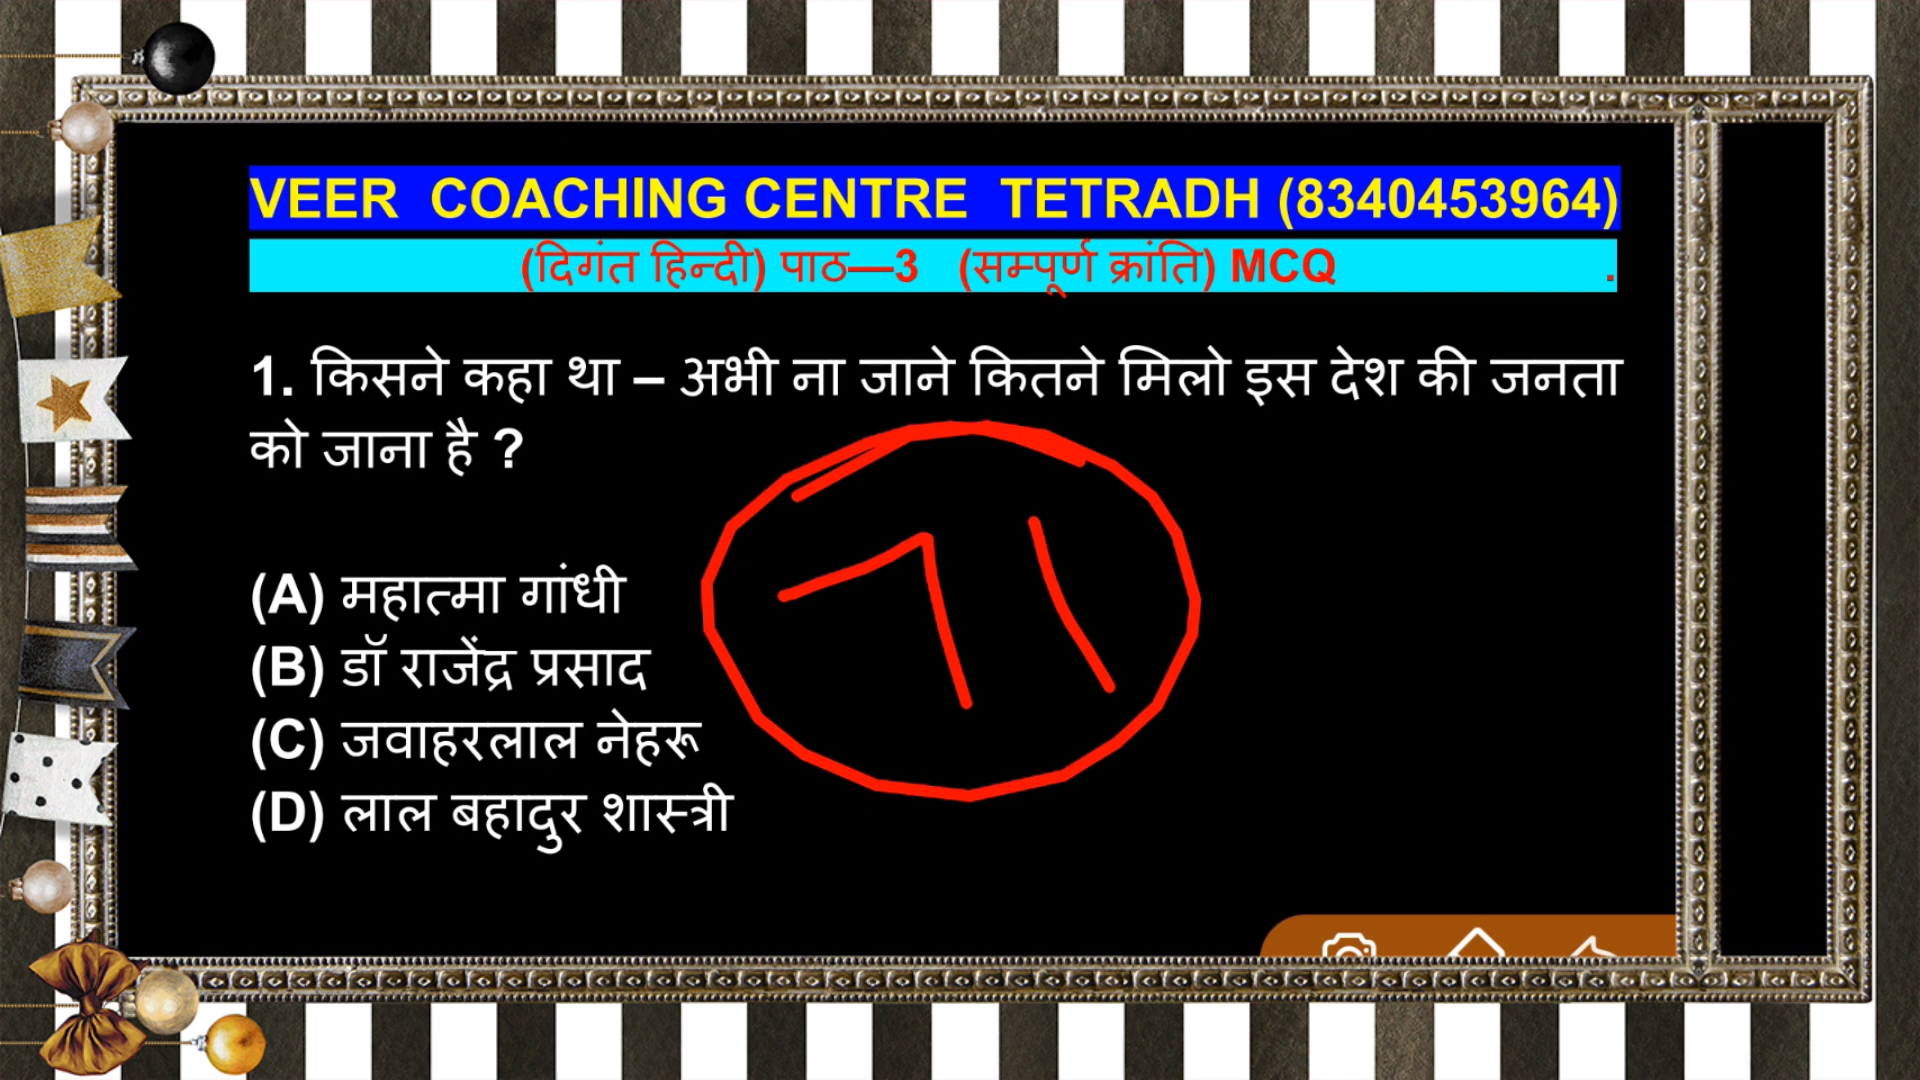 VEER COACHING CENTRE TETRADH (8340453964)
(दिगंत हिन्दी) पाठ—3 (सम्पूर्ण क्रांति) MCQ .
1. किसने कहा था – अभी ना जाने कितने मिलो इस देश की जनता
को जाना है ?
(A) महात्मा गांधी
(B) डॉ राजेंद्र प्रसाद
(C) जवाहरलाल नेहरू
(D) लाल बहादुर शास्त्री